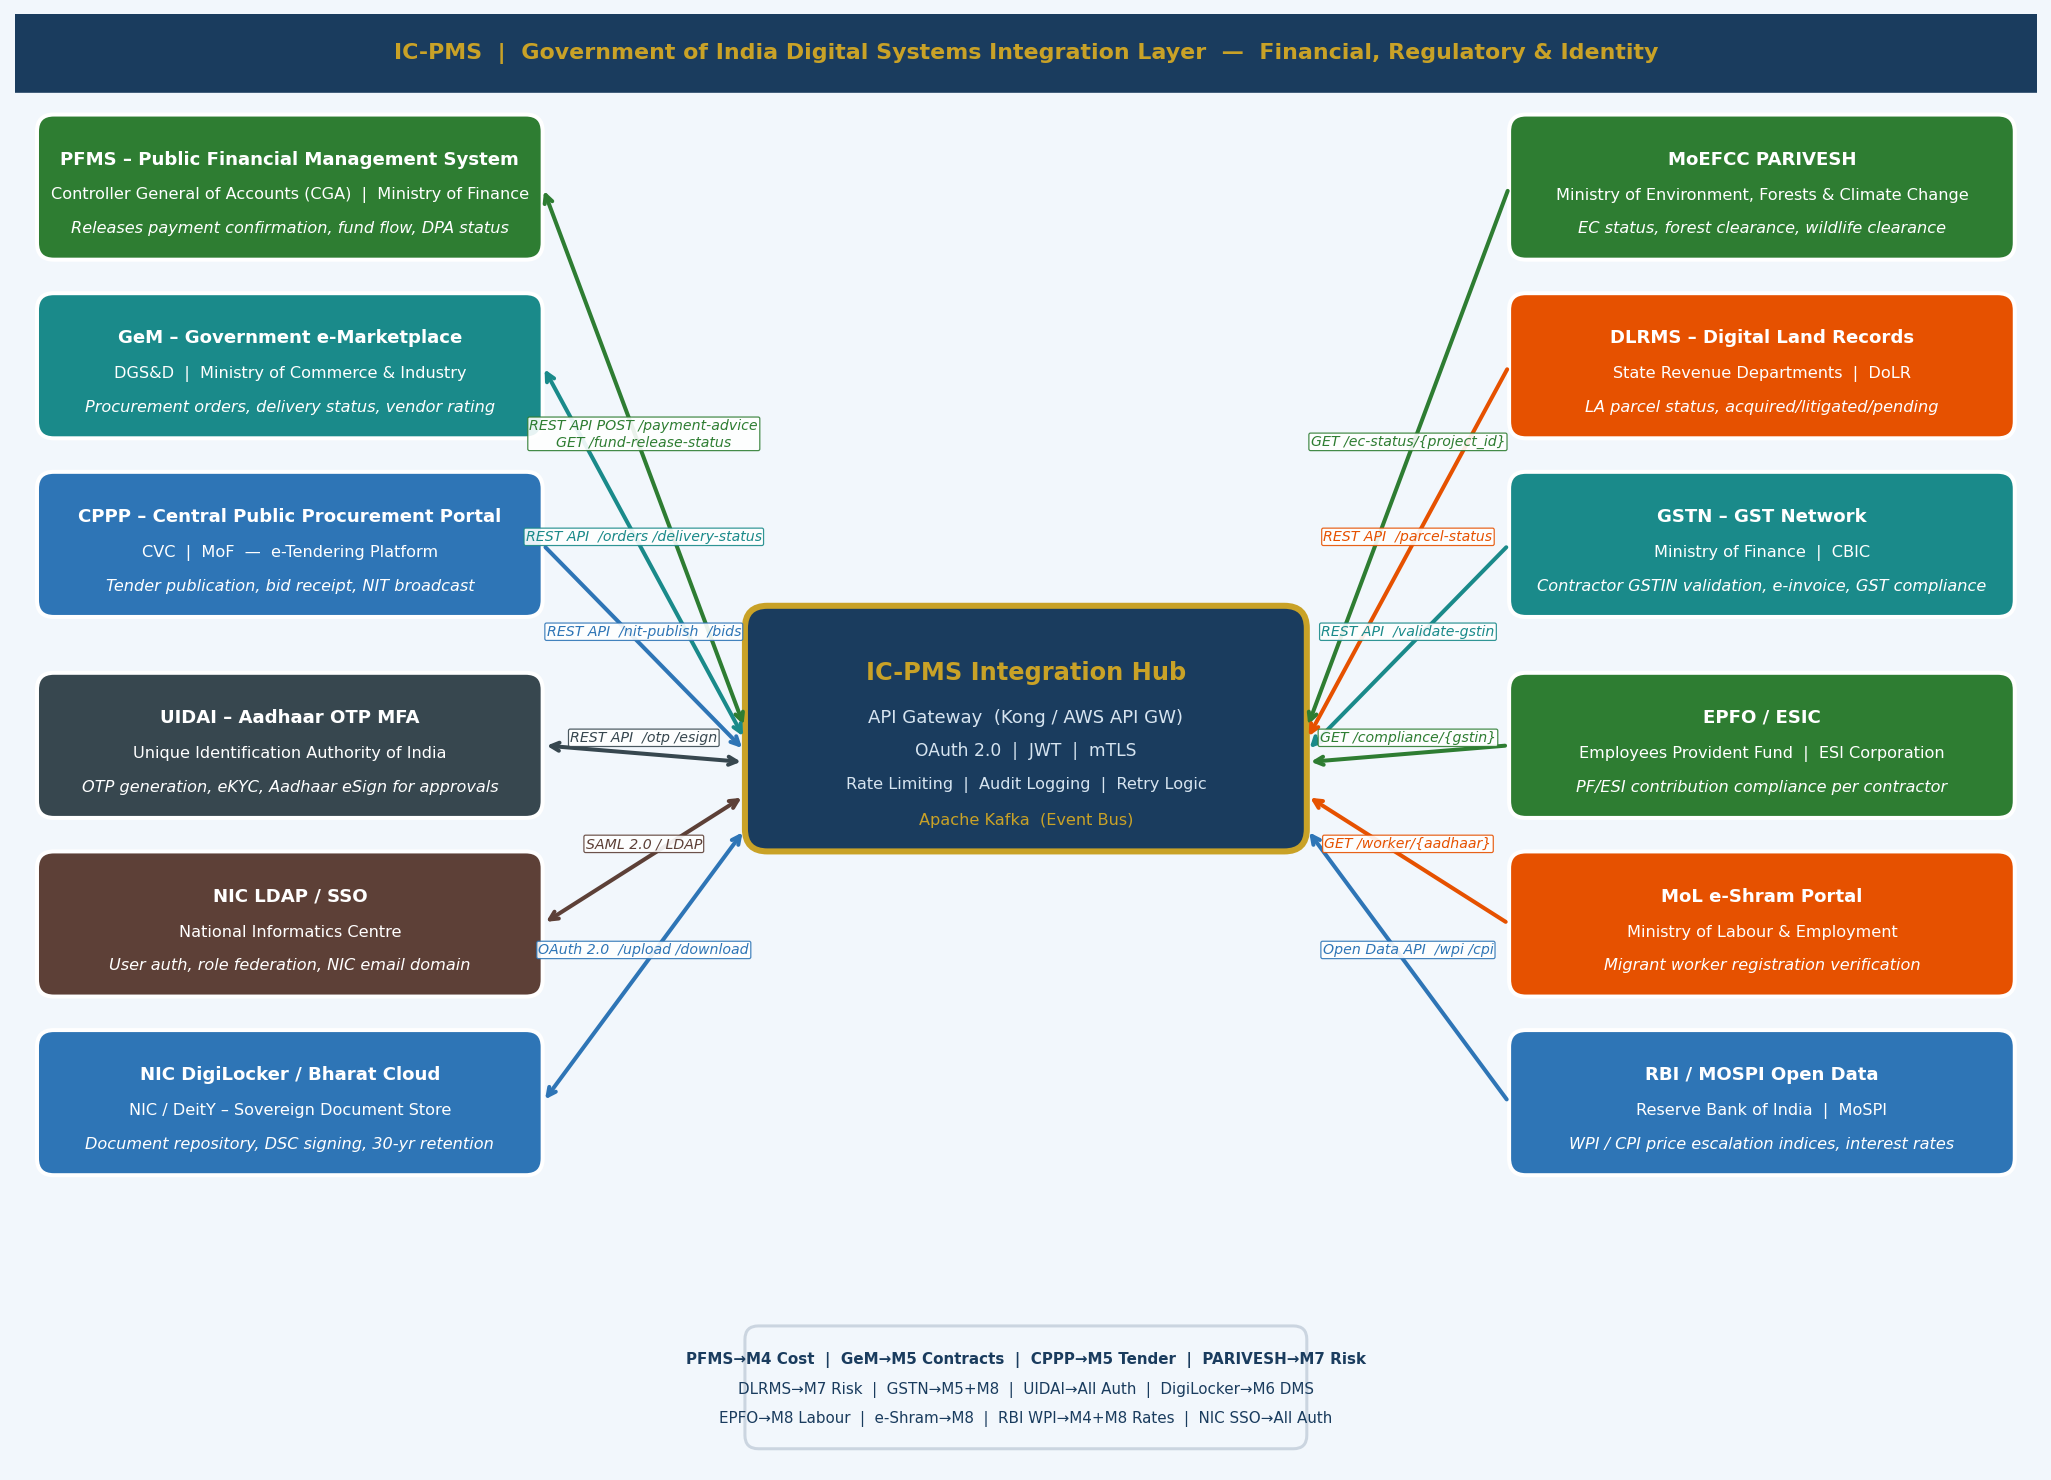 IC-PMS | Government of India Digital Systems Integration Layer — Financial, Regulatory & Identity
PFMS – Public Financial Management System
Controller General of Accounts (CGA) | Ministry of Finance
Releases payment confirmation, fund flow, DPA status
GeM – Government e-Marketplace
DGS&D | Ministry of Commerce & Industry
Procurement orders, delivery status, vendor rating
CPPP – Central Public Procurement Portal
CVC | MoF — e-Tendering Platform
Tender publication, bid receipt, NIT broadcast
UIDAI – Aadhaar OTP MFA
Unique Identification Authority of India
OTP generation, eKYC, Aadhaar eSign for approvals
NIC LDAP / SSO
National Informatics Centre
User auth, role federation, NIC email domain
NIC DigiLocker / Bharat Cloud
NIC / DeitY – Sovereign Document Store
Document repository, DSC signing, 30-yr retention
REST API POST /payment-advice
GET /fund-release-status
REST API /orders /delivery-status
REST API /nit-publish /bids
REST API /otp /esign
SAML 2.0 / LDAP
OAuth 2.0 /upload /download
IC-PMS Integration Hub
API Gateway (Kong / AWS API GW)
OAuth 2.0 | JWT | mTLS
Rate Limiting | Audit Logging | Retry Logic
Apache Kafka (Event Bus)
GET /ec-status/{project_id}
REST API /parcel-status
REST API /validate-gstin
GET /compliance/{gstin}
GET /worker/{aadhaar}
Open Data API /wpi /cpi
MoEFCC PARIVESH
Ministry of Environment, Forests & Climate Change
EC status, forest clearance, wildlife clearance
DLRMS – Digital Land Records
State Revenue Departments | DoLR
LA parcel status, acquired/litigated/pending
GSTN – GST Network
Ministry of Finance | CBIC
Contractor GSTIN validation, e-invoice, GST compliance
EPFO / ESIC
Employees Provident Fund | ESI Corporation
PF/ESI contribution compliance per contractor
MoL e-Shram Portal
Ministry of Labour & Employment
Migrant worker registration verification
RBI / MOSPI Open Data
Reserve Bank of India | MoSPI
WPI / CPI price escalation indices, interest rates
PFMS→M4 Cost | GeM→M5 Contracts | CPPP→M5 Tender | PARIVESH→M7 Risk
DLRMS→M7 Risk | GSTN→M5+M8 | UIDAI→All Auth | DigiLocker→M6 DMS
EPFO→M8 Labour | e-Shram→M8 | RBI WPI→M4+M8 Rates | NIC SSO→All Auth